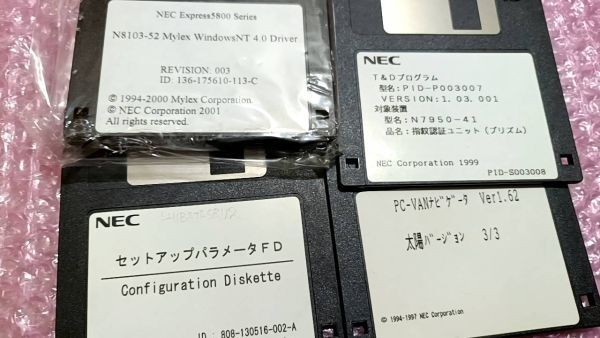 NEC Express5800 Series
N8103-52 Mylex WindowsNT 4.0 Driver
REVISION: 003
ID: 136-175610-113-C
© 1994-2000 Mylex Corporation.
© NEC Corporation 2001
All rights reserved.
NEC
T&Dプログラム
型名:PID-P003007
VERSION:1.03.001
対象装置
型名:N7950-41
品名:指紋認証ユニット(プリズム)
NEC Corporation 1999
PID-SD03008
NEC
セットアップパラメータFD
Configuration Diskette
ID : 808-130516-002-A
PC-VANナビゲータ Ver1.62
太陽バージョン 3/3
© 1994-1997 NEC Corporation